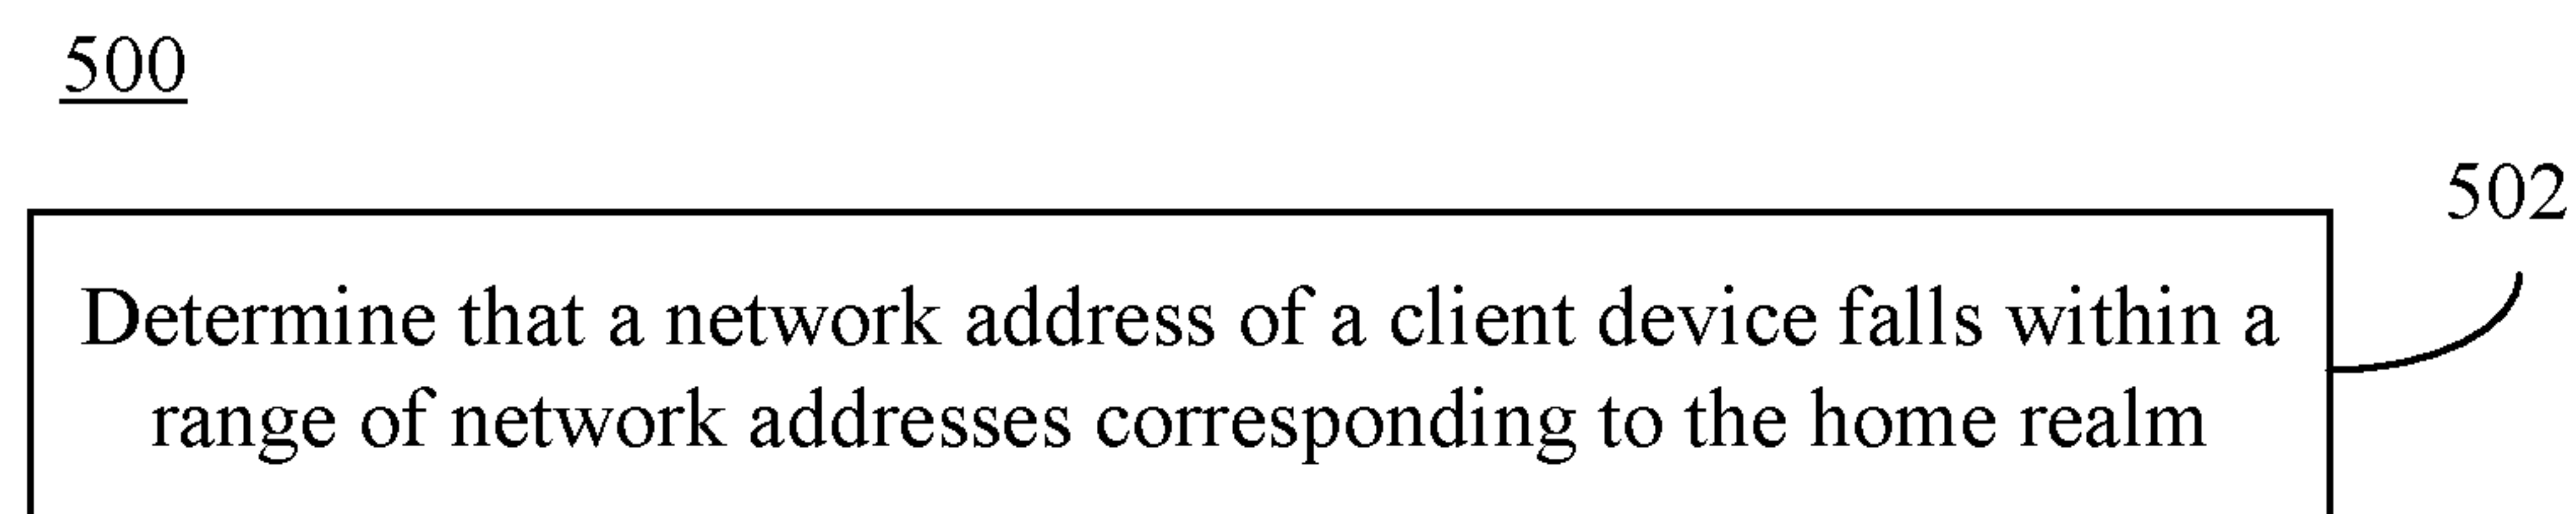 500
502
Determine that a network address of a client device falls within a
range of network addresses corresponding to the home realm